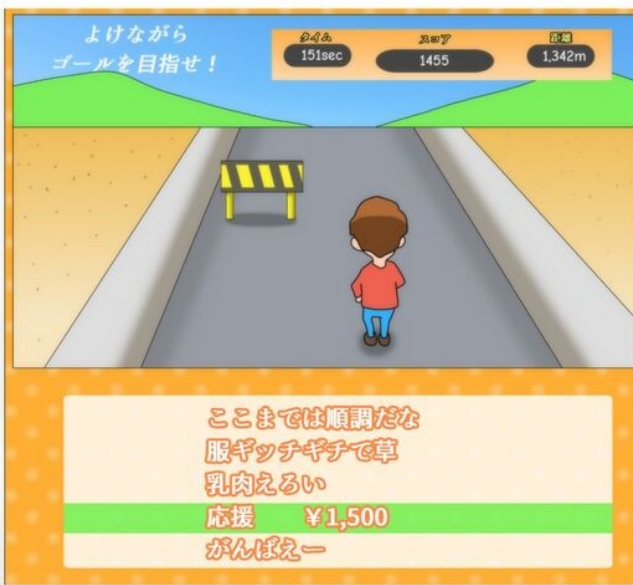 よけながら
ゴールを目指せ!
タイム
スコア
距離
151sec
1455
1,342m
ここまでは順調だな
服ギッチギチで草
乳肉えろい
応援 ¥1,500
がんばえー